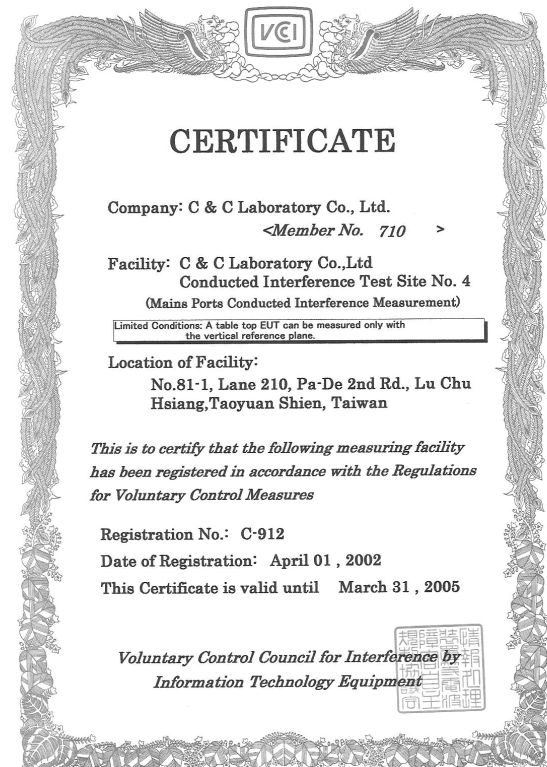 VCCI
CERTIFICATE
Company: C & C Laboratory Co., Ltd.
<Member No. 710 >
Facility: C & C Laboratory Co.,Ltd
Conducted Interference Test Site No. 4
(Mains Ports Conducted Interference Measurement)
Limited Conditions: A table top EUT can be measured only with
the vertical reference plane.
Location of Facility:
No.81-1, Lane 210, Pa-De 2nd Rd., Lu Chu
Hsiang,Taoyuan Shien, Taiwan
This is to certify that the following measuring facility
has been registered in accordance with the Regulations
for Voluntary Control Measures
Registration No.: C-912
Date of Registration: April 01 , 2002
This Certificate is valid until March 31 , 2005
Voluntary Control Council for Interference by
Information Technology Equipment